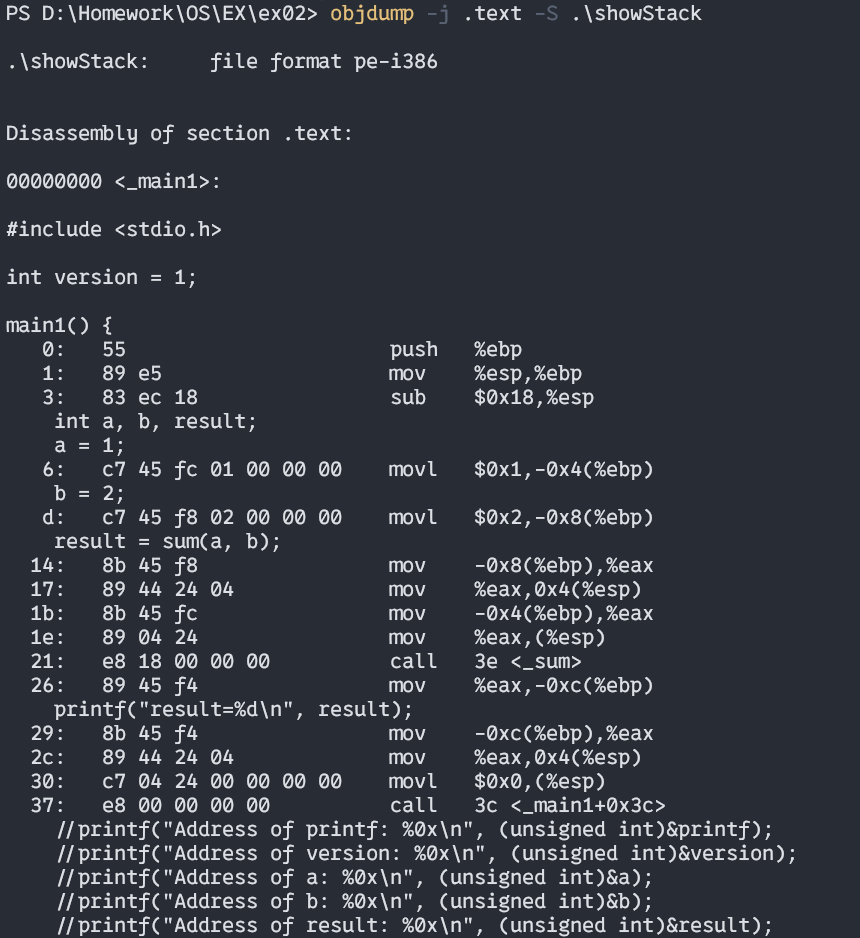 PS D:\Homework\OS\EX\ex02> objdump -j .text -S .\showStack
.\showStack:     file format pe-i386
Disassembly of section .text:
00000000 <_main1>:
#include <stdio.h>
int version = 1;
main1() {
   0:   55                      push   %ebp
   1:   89 e5                   mov    %esp,%ebp
   3:   83 ec 18                sub    $0x18,%esp
    int a, b, result;
    a = 1;
   6:   c7 45 fc 01 00 00 00    movl   $0x1,-0x4(%ebp)
    b = 2;
   d:   c7 45 f8 02 00 00 00    movl   $0x2,-0x8(%ebp)
    result = sum(a, b);
  14:   8b 45 f8                mov    -0x8(%ebp),%eax
  17:   89 44 24 04             mov    %eax,0x4(%esp)
  1b:   8b 45 fc                mov    -0x4(%ebp),%eax
  1e:   89 04 24                mov    %eax,(%esp)
  21:   e8 18 00 00 00          call   3e <_sum>
  26:   89 45 f4                mov    %eax,-0xc(%ebp)
    printf("result=%d\n", result);
  29:   8b 45 f4                mov    -0xc(%ebp),%eax
  2c:   89 44 24 04             mov    %eax,0x4(%esp)
  30:   c7 04 24 00 00 00 00    movl   $0x0,(%esp)
  37:   e8 00 00 00 00          call   3c <_main1+0x3c>
    //printf("Address of printf: %0x\n", (unsigned int)&printf);
    //printf("Address of version: %0x\n", (unsigned int)&version);
    //printf("Address of a: %0x\n", (unsigned int)&a);
    //printf("Address of b: %0x\n", (unsigned int)&b);
    //printf("Address of result: %0x\n", (unsigned int)&result);